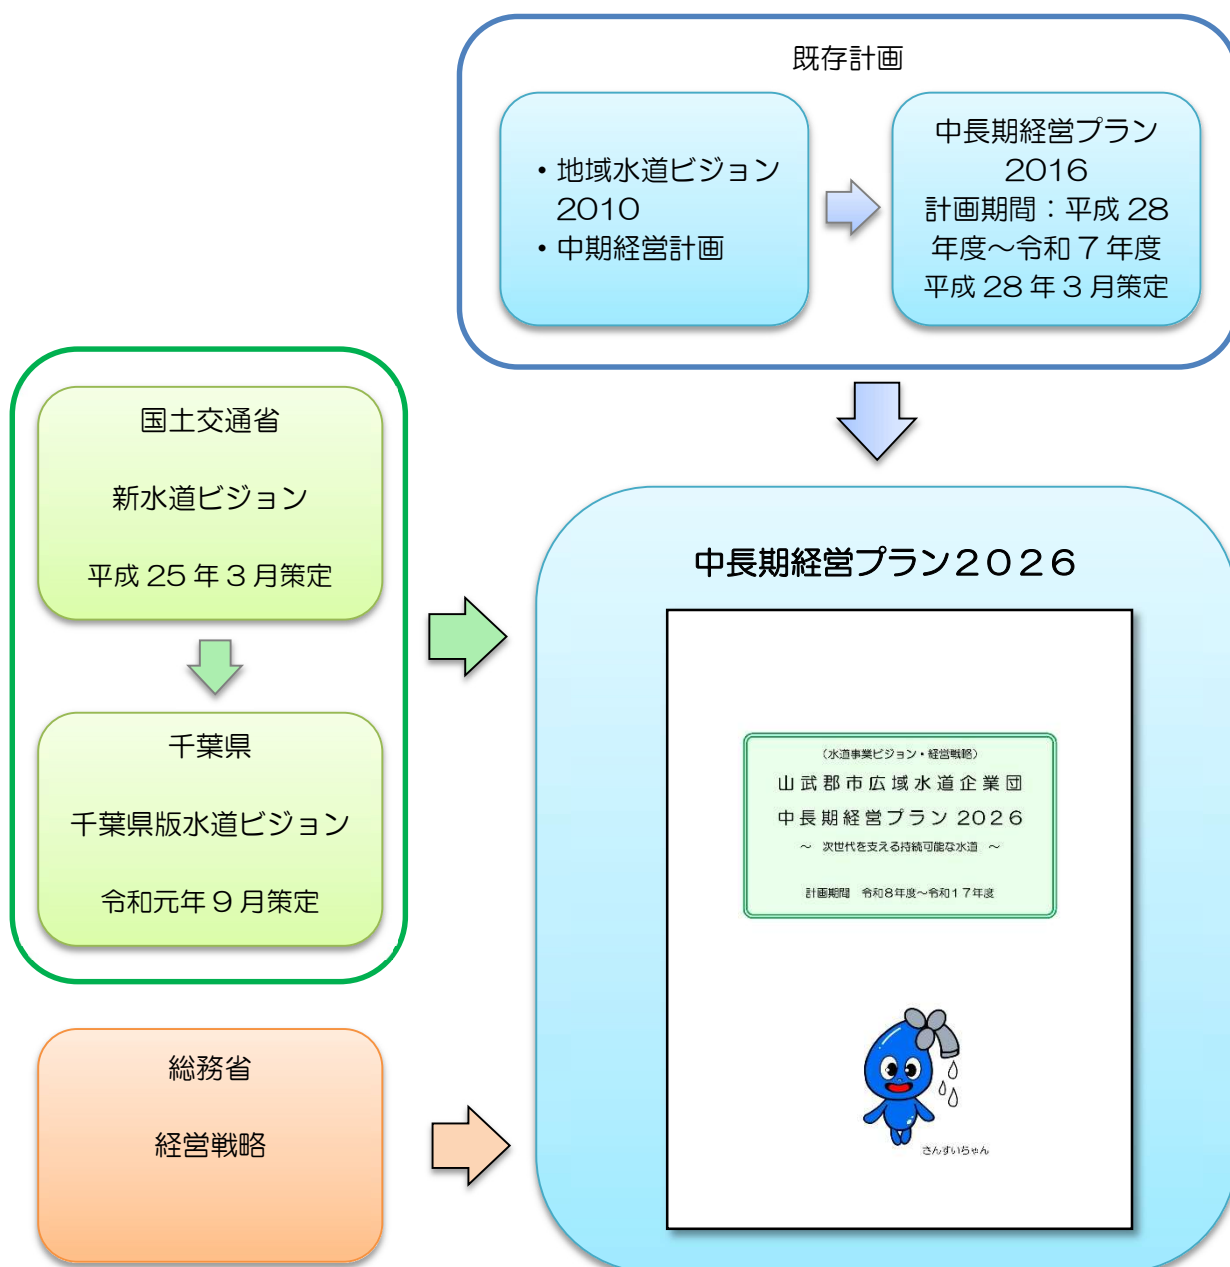 既存計画
・地域水道ビジョン
2010
・中期経営計画
中長期経営プラン
2016
計画期間：平成 28
年度～令和 7 年度
平成 28 年 3 月策定
国土交通省
新水道ビジョン
平成 25 年 3 月策定
千葉県
千葉県版水道ビジョン
令和元年 9 月策定
総務省
経営戦略
中長期経営プラン２０２６
（水道事業ビジョン・経営戦略）
山武郡市広域水道企業団
中長期経営プラン 2026
～ 次世代を支える持続可能な水道 ～
計画期間 令和8年度～令和17年度
さんすいちゃん